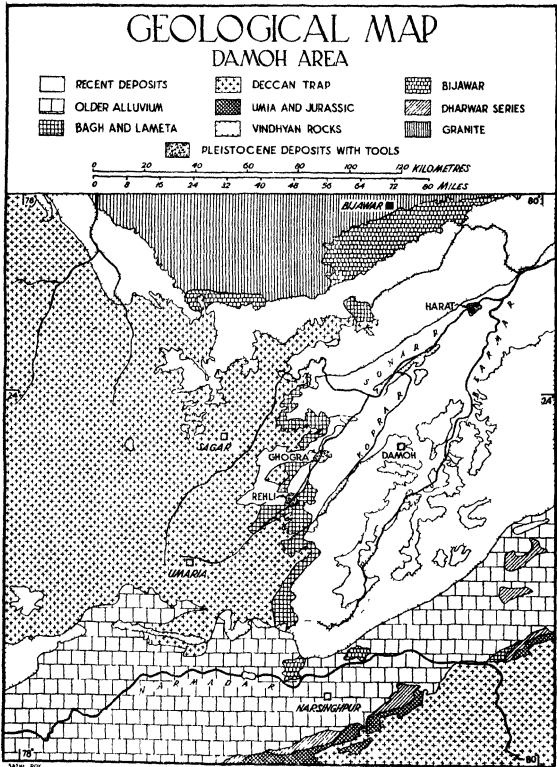 GEOLOGICAL MAP
DAMOH AREA
RECENT DEPOSITS
DECCAN TRAP
BIJAWAR
OLDER ALLUVIUM
UMIA AND JURASSIC
DHARWAR SERIES
BAGH AND LAMETA
VINDHYAN ROCKS
GRANITE
PLEISTOCENE DEPOSITS WITH TOOLS
0 20 40 60 80 100 120 KILOMETRES
0 8 16 24 32 40 48 56 64 72 80 MILES
78°
80°
BIJAWAR
HARAT
SUNAR R
24°
24°
KOPRA R
SAGAR
GHOGRA
DAMOH
REHLI
UMARIA
NARMADA R
NARSINGHPUR
78°
80°